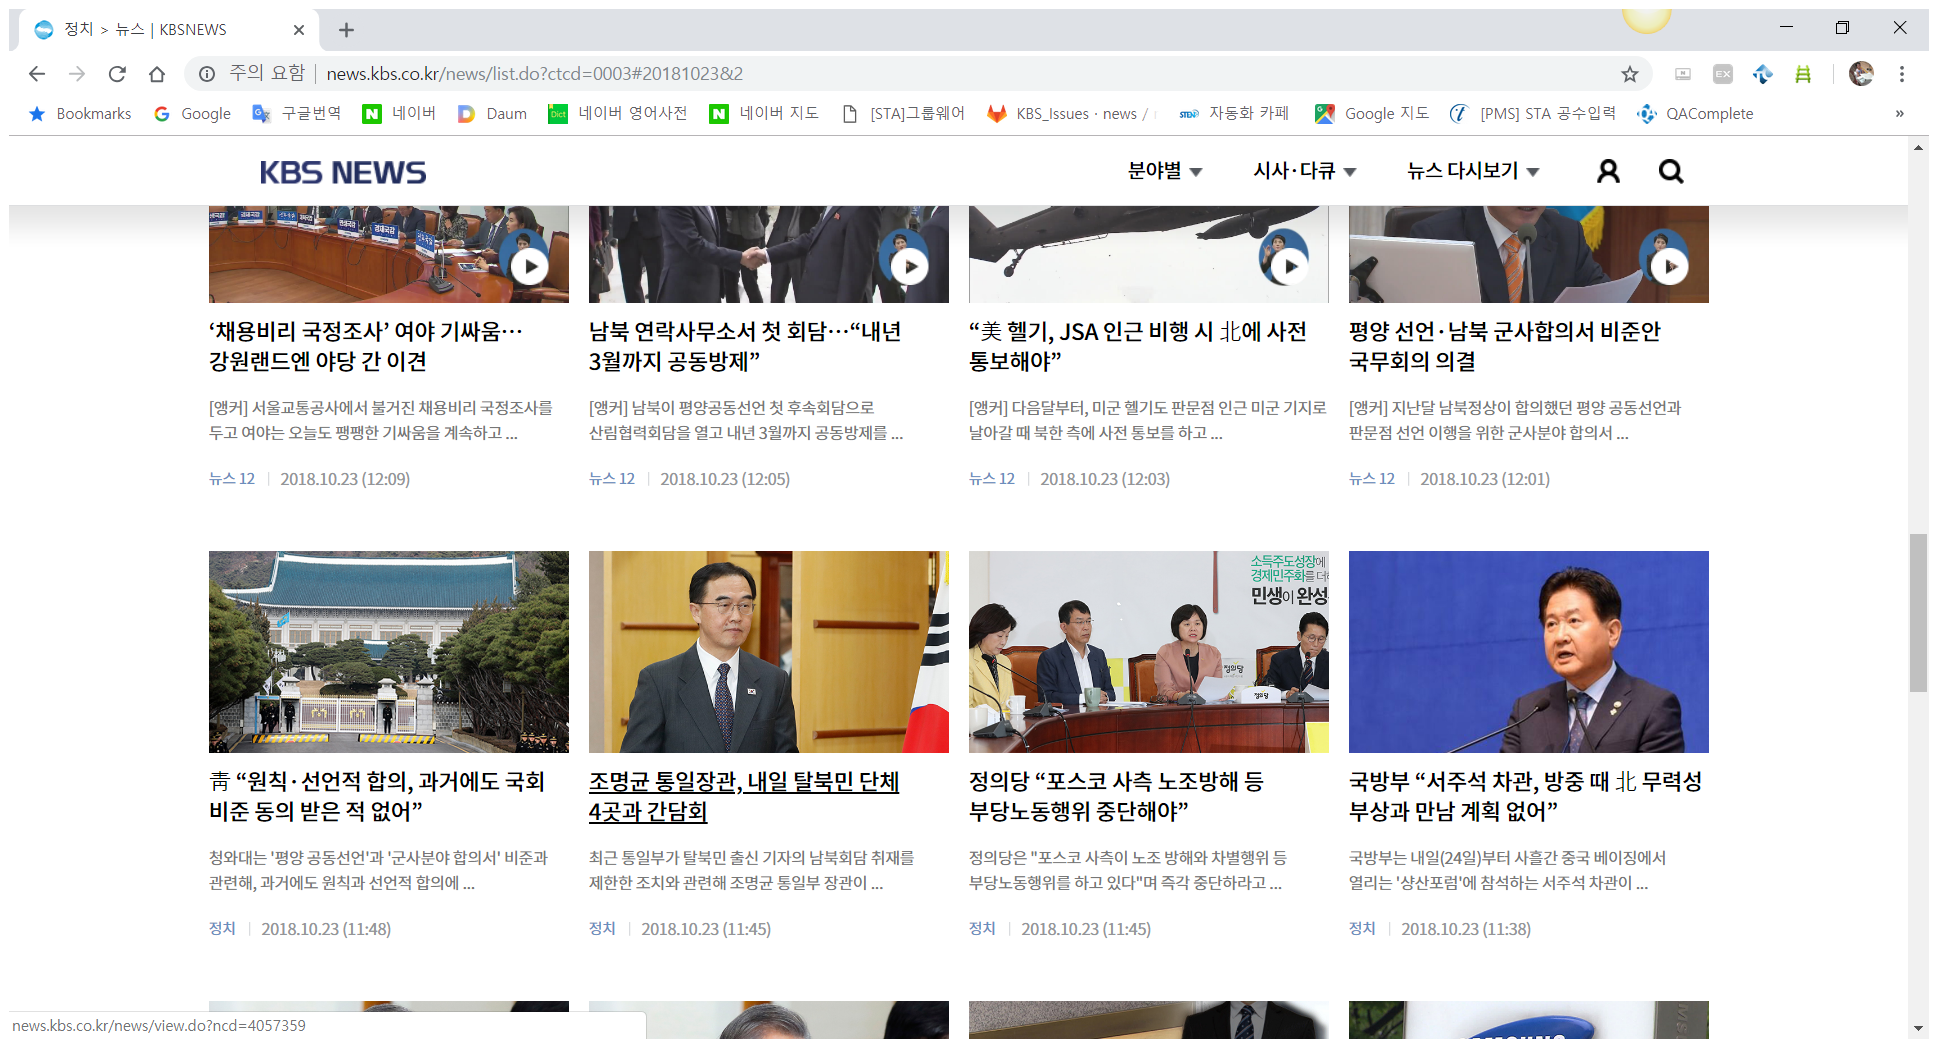 정치 > 뉴스 | KBSNEWS
주의 요함 | news.kbs.co.kr/news/list.do?ctcd=0003#20181023&2
Bookmarks Google 구글번역 네이버 Daum 네이버 영어사전 네이버 지도 [STA]그룹웨어 KBS_Issues · news / 자동화 카페 Google 지도 [PMS] STA 공수입력 QAComplete »
KBS NEWS 분야별 시사·다큐 뉴스 다시보기
‘채용비리 국정조사’ 여야 기싸움…
강원랜드엔 야당 간 이견
[앵커] 서울교통공사에서 불거진 채용비리 국정조사를
두고 여야는 오늘도 팽팽한 기싸움을 계속하고 ...
뉴스 12 | 2018.10.23 (12:09)
남북 연락사무소서 첫 회담…“내년
3월까지 공동방제”
[앵커] 남북이 평양공동선언 첫 후속회담으로
산림협력회담을 열고 내년 3월까지 공동방제를 ...
뉴스 12 | 2018.10.23 (12:05)
“美 헬기, JSA 인근 비행 시 北에 사전
통보해야”
[앵커] 다음달부터, 미군 헬기도 판문점 인근 미군 기지로
날아갈 때 북한 측에 사전 통보를 하고 ...
뉴스 12 | 2018.10.23 (12:03)
평양 선언·남북 군사합의서 비준안
국무회의 의결
[앵커] 지난달 남북정상이 합의했던 평양 공동선언과
판문점 선언 이행을 위한 군사분야 합의서 ...
뉴스 12 | 2018.10.23 (12:01)
靑 “원칙·선언적 합의, 과거에도 국회
비준 동의 받은 적 없어”
청와대는 '평양 공동선언'과 '군사분야 합의서' 비준과
관련해, 과거에도 원칙과 선언적 합의에 ...
정치 | 2018.10.23 (11:48)
조명균 통일장관, 내일 탈북민 단체
4곳과 간담회
최근 통일부가 탈북민 출신 기자의 남북회담 취재를
제한한 조치와 관련해 조명균 통일부 장관이 ...
정치 | 2018.10.23 (11:45)
소득주도성장에
경제민주화를 더
민생이 완성
정의당
정의당
정의당 “포스코 사측 노조방해 등
부당노동행위 중단해야”
정의당은 "포스코 사측이 노조 방해와 차별행위 등
부당노동행위를 하고 있다"며 즉각 중단하라고 ...
정치 | 2018.10.23 (11:45)
국방부 “서주석 차관, 방중 때 北 무력성
부상과 만남 계획 없어”
국방부는 내일(24일)부터 사흘간 중국 베이징에서
열리는 '샹산포럼'에 참석하는 서주석 차관이 ...
정치 | 2018.10.23 (11:38)
news.kbs.co.kr/news/view.do?ncd=4057359